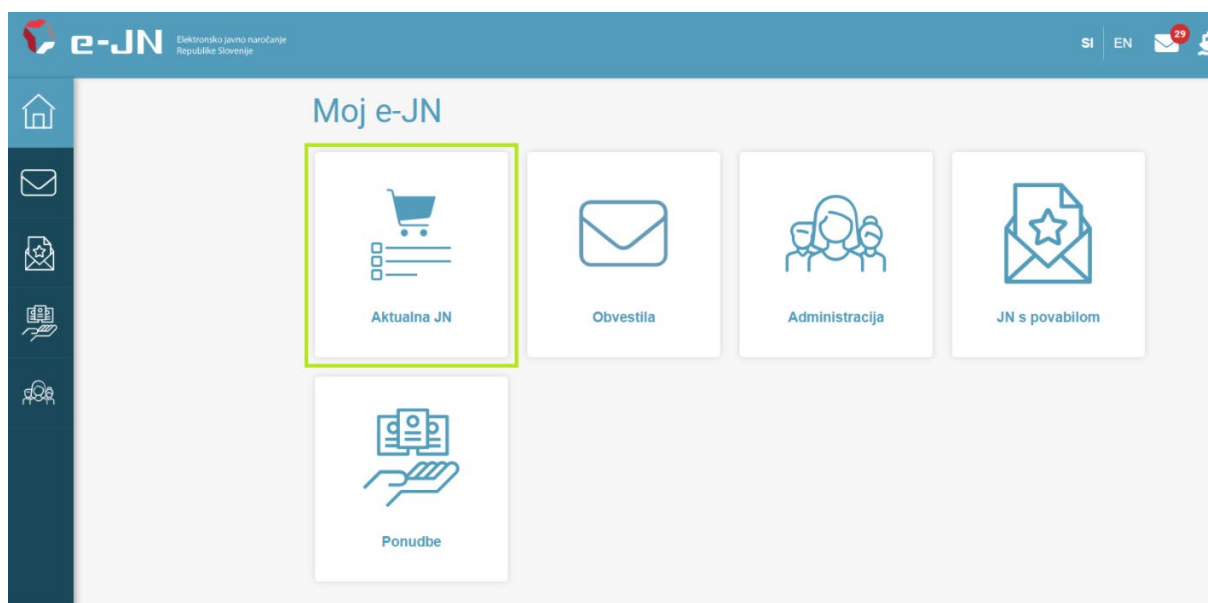 e-JN
Elektronsko javno naročanje
Republike Slovenije
SI EN
29
Moj e-JN
Aktualna JN
Obvestila
Administracija
JN s povabilom
Ponudbe